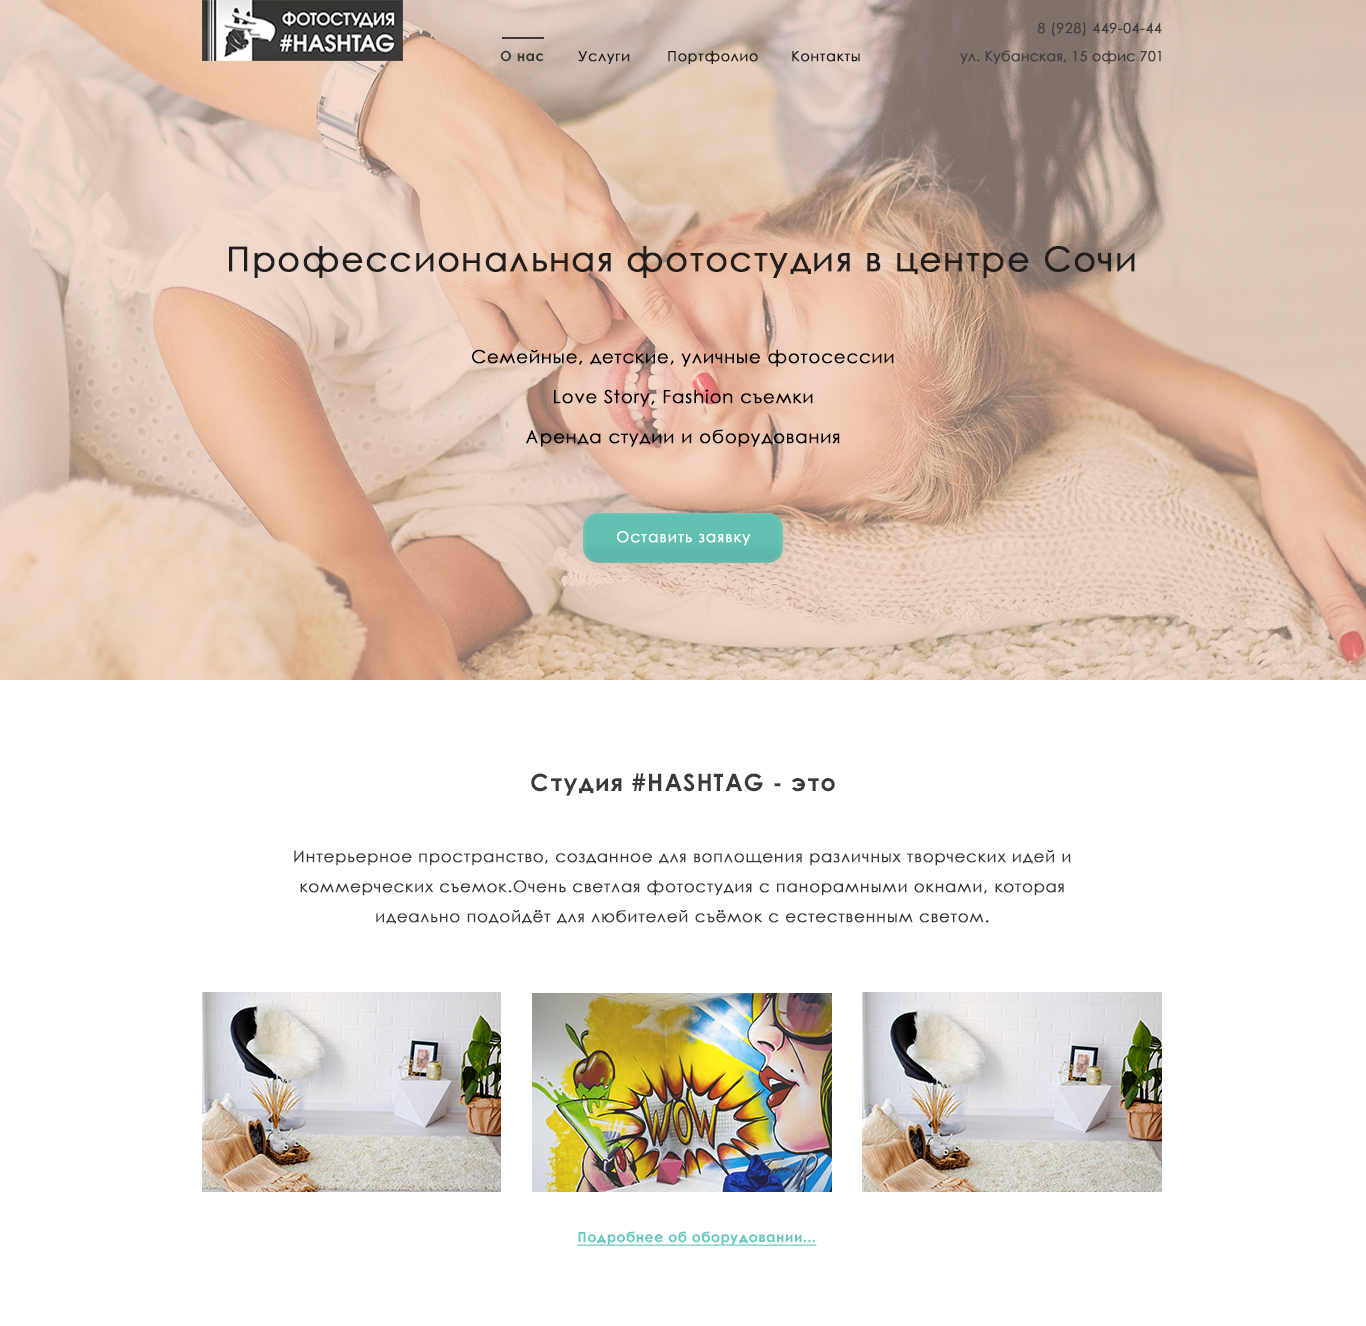 ФОТОСТУДИЯ
#HASHTAG
8 (928) 449-04-44
О нас Услуги Портфолио Контакты
ул. Кубанская, 15 офис 701
Профессиональная фотостудия в центре Сочи
Семейные, детские, уличные фотосессии
Love Story, Fashion съемки
Аренда студии и оборудования
Оставить заявку
Студия #HASHTAG - это
Интерьерное пространство, созданное для воплощения различных творческих идей и
коммерческих съемок.Очень светлая фотостудия с панорамными окнами, которая
идеально подойдёт для любителей съёмок с естественным светом.
WOW
Подробнее об оборудовании...